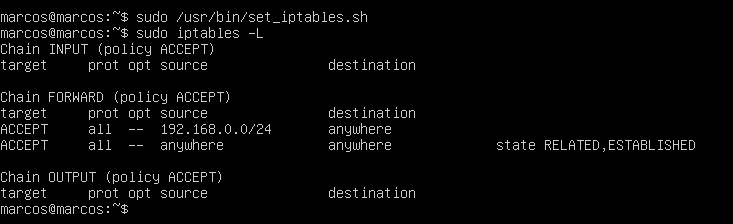 marcos@marcos:~$ sudo /usr/bin/set_iptables.sh
marcos@marcos:~$ sudo iptables -L
Chain INPUT (policy ACCEPT)
target     prot opt source               destination

Chain FORWARD (policy ACCEPT)
target     prot opt source               destination
ACCEPT     all  --  192.168.0.0/24       anywhere
ACCEPT     all  --  anywhere             anywhere             state RELATED,ESTABLISHED

Chain OUTPUT (policy ACCEPT)
target     prot opt source               destination
marcos@marcos:~$